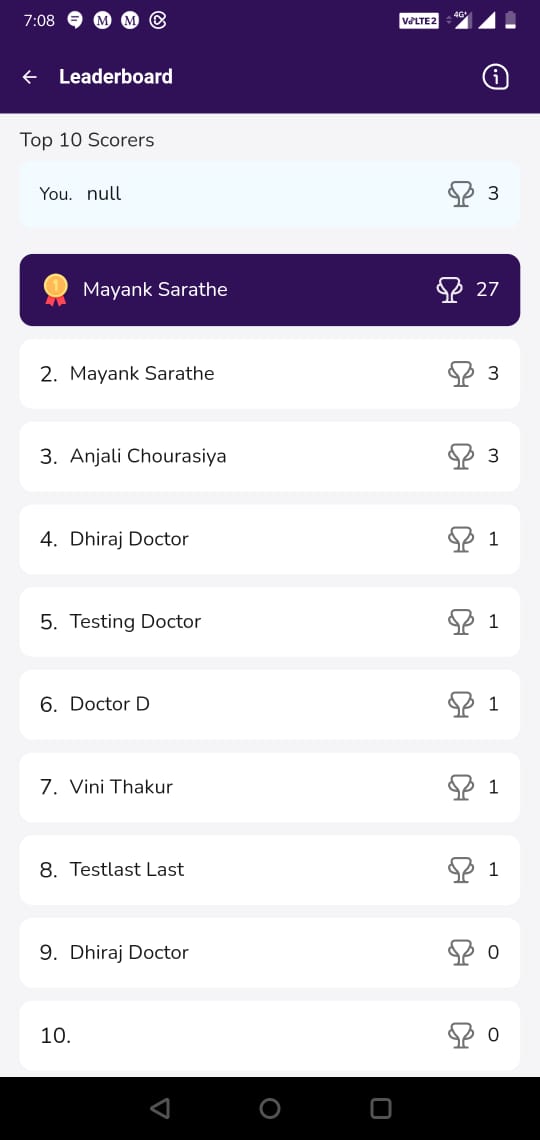 7:08
VoLTE2 4G+
Leaderboard
Top 10 Scorers
You. null 3
1 Mayank Sarathe 27
2. Mayank Sarathe 3
3. Anjali Chourasiya 3
4. Dhiraj Doctor 1
5. Testing Doctor 1
6. Doctor D 1
7. Vini Thakur 1
8. Testlast Last 1
9. Dhiraj Doctor 0
10. 0